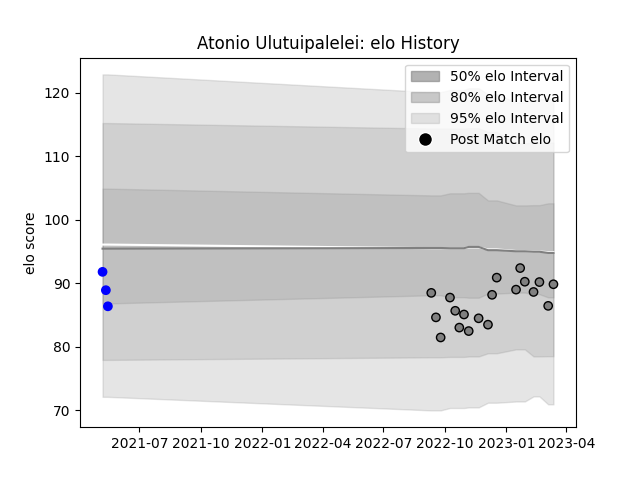 Atonio Ulutuipalelei: elo History
50% elo Interval
80% elo Interval
95% elo Interval
Post Match elo
elo score
120
110
100
90
80
70
2021-07 2021-10 2022-01 2022-04 2022-07 2022-10 2023-01 2023-04